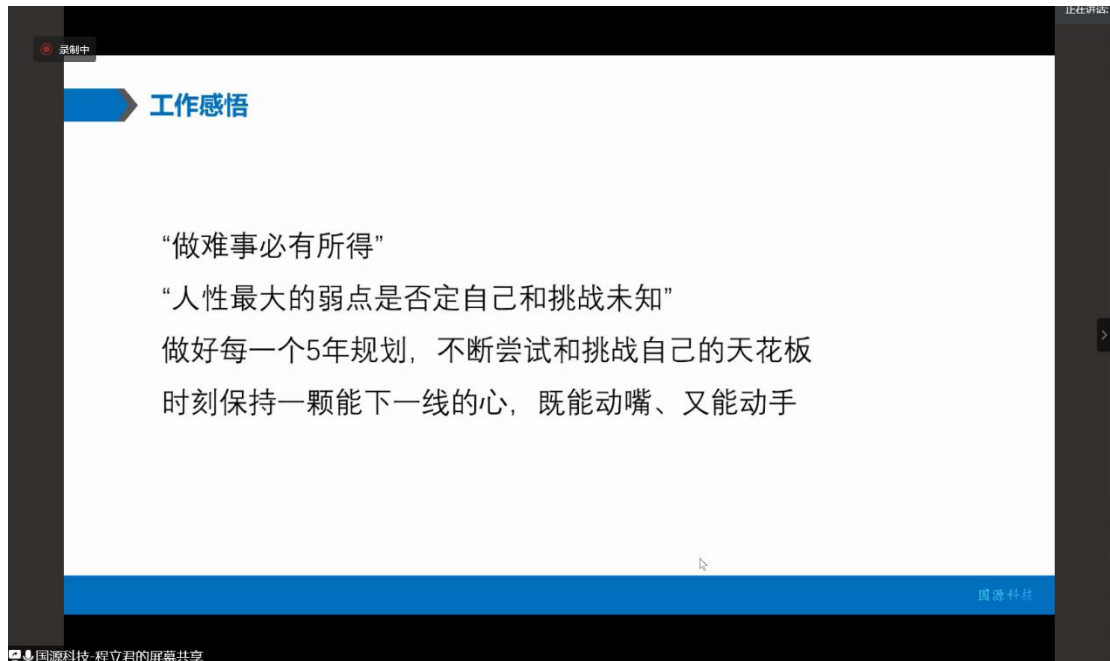 正在讲话:
录制中
工作感悟
“做难事必有所得”
“人性最大的弱点是否定自己和挑战未知”
做好每一个5年规划，不断尝试和挑战自己的天花板
时刻保持一颗能下一线的心，既能动嘴、又能动手
国源科技
国源科技-程立君的屏幕共享